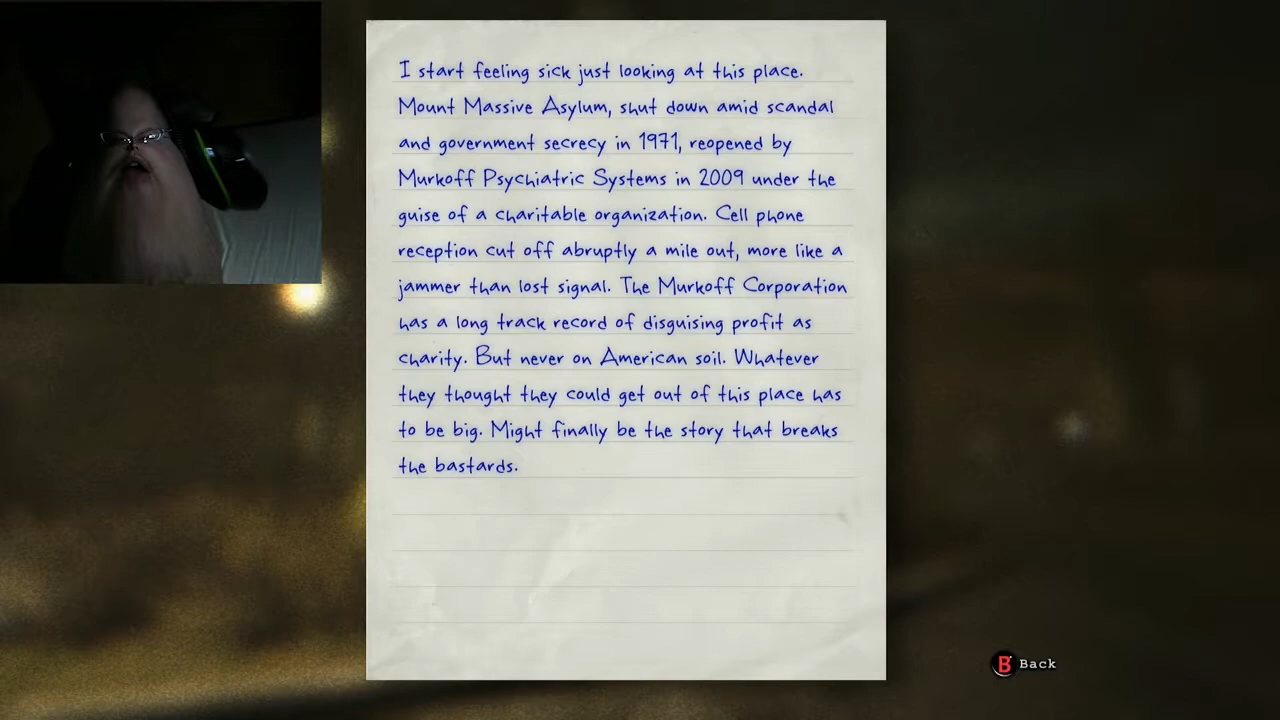 I start feeling sick just looking at this place.
Mount Massive Asylum, shut down amid scandal
and government secrecy in 1971, reopened by
Murkoff Psychiatric Systems in 2009 under the
guise of a charitable organization. Cell phone
reception cut off abruptly a mile out, more like a
jammer than lost signal. The Murkoff Corporation
has a long track record of disguising profit as
charity. But never on American soil. Whatever
they thought they could get out of this place has
to be big. Might finally be the story that breaks
the bastards.
B Back